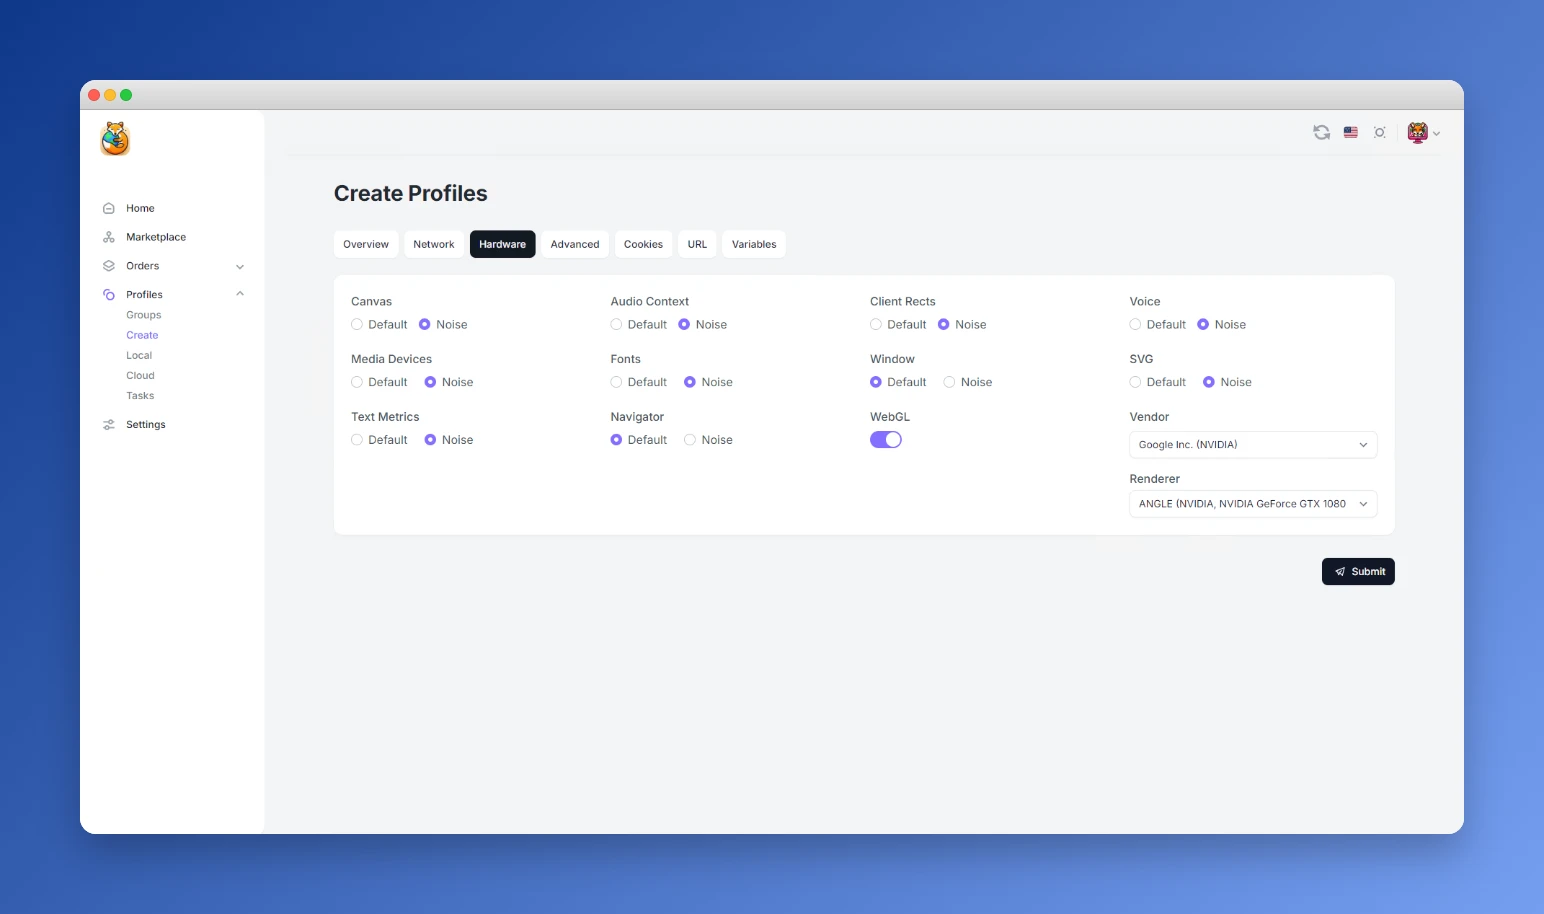 Home
Marketplace
Orders
Profiles
Groups
Create
Local
Cloud
Tasks
Settings
Create Profiles
Overview Network Hardware Advanced Cookies URL Variables
Canvas Audio Context Client Rects Voice
Default Noise Default Noise Default Noise Default Noise
Media Devices Fonts Window SVG
Default Noise Default Noise Default Noise Default Noise
Text Metrics Navigator WebGL Vendor
Default Noise Default Noise Google Inc. (NVIDIA)
Renderer
ANGLE (NVIDIA, NVIDIA GeForce GTX 1080
Submit